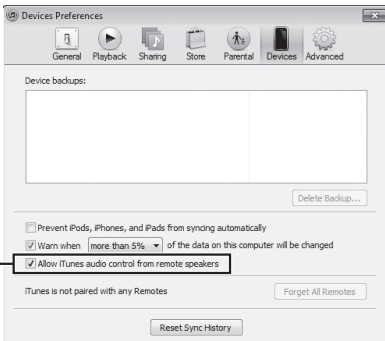 Devices Preferences
General Playback Sharing Store Parental Devices Advanced
Device backups:
Delete Backup...
Prevent iPods, iPhones, and iPads from syncing automatically
Warn when more than 5% of the data on this computer will be changed
Allow iTunes audio control from remote speakers
iTunes is not paired with any Remotes Forget All Remotes
Reset Sync History